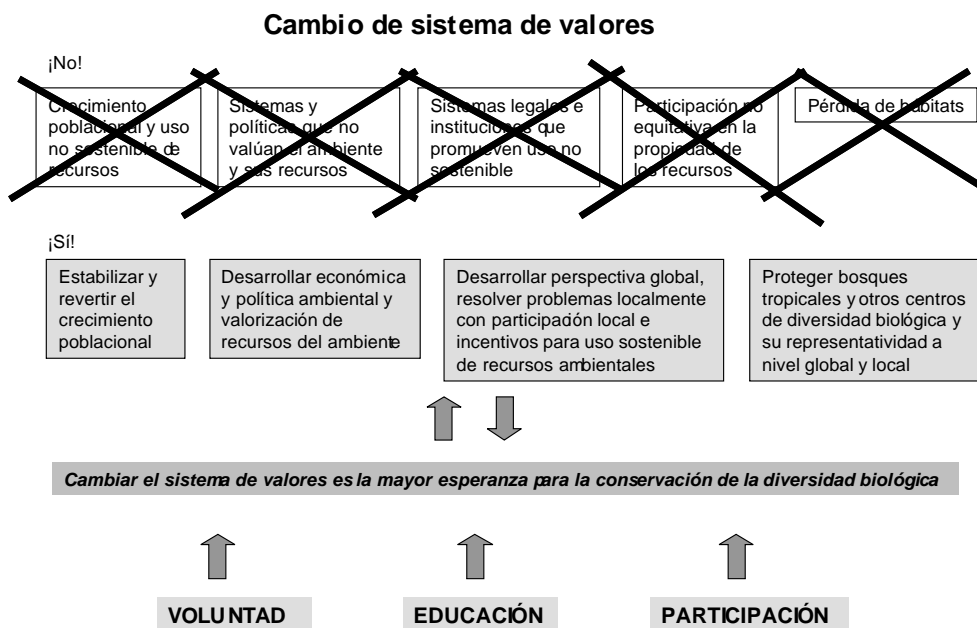 Cambio de sistema de valores
¡No!
Crecimiento
poblacional y uso
no sostenible de
recursos
Sistemas y
políticas que no
valúan el ambiente
y sus recursos
Sistemas legales e
instituciones que
promueven uso no
sostenible
Participación no
equitativa en la
propiedad de
los recursos
Pérdida de hábitats
¡Sí!
Estabilizar y
revertir el
crecimiento
poblacional
Desarrollar económica
y política ambiental y
valorización de
recursos del ambiente
Desarrollar perspectiva global,
resolver problemas localmente
con participación local e
incentivos para uso sostenible
de recursos ambientales
Proteger bosques
tropicales y otros centros
de diversidad biológica y
su representatividad a
nivel global y local
Cambiar el sistema de valores es la mayor esperanza para la conservación de la diversidad biológica
VOLUNTAD
EDUCACIÓN
PARTICIPACIÓN